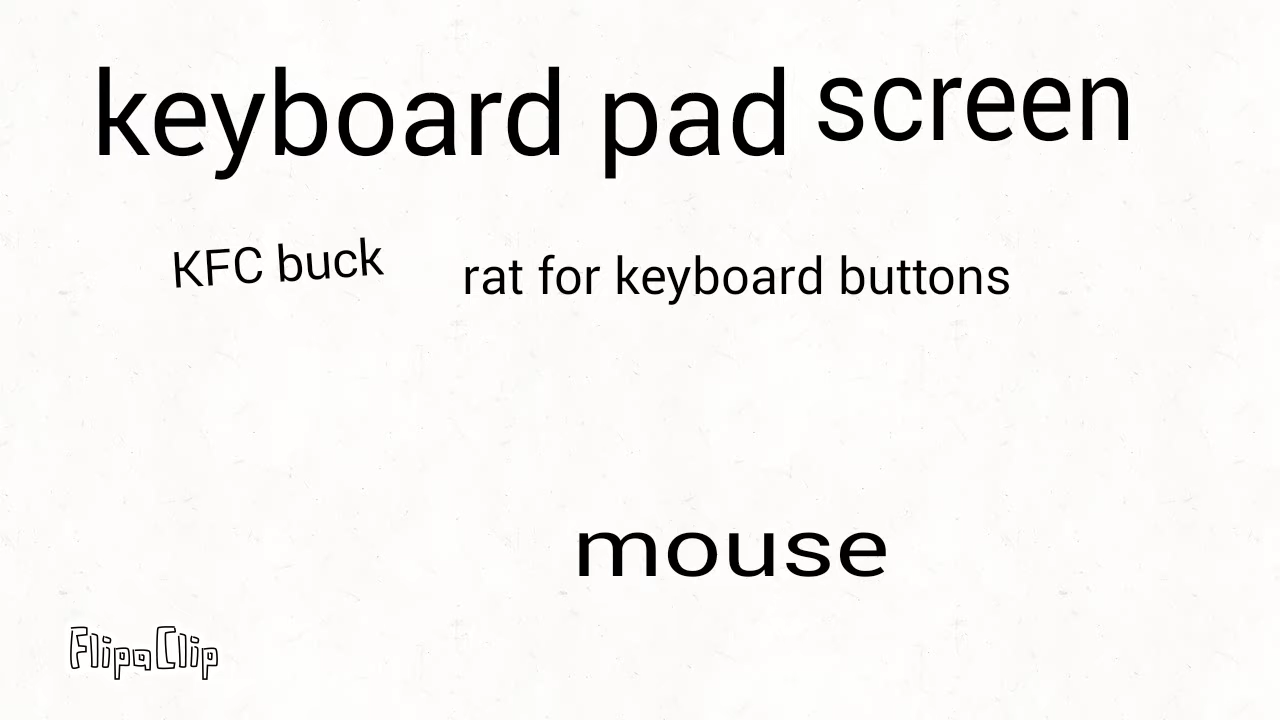 keyboard pad screen
KFC buck
rat for keyboard buttons
mouse
FlipaClip